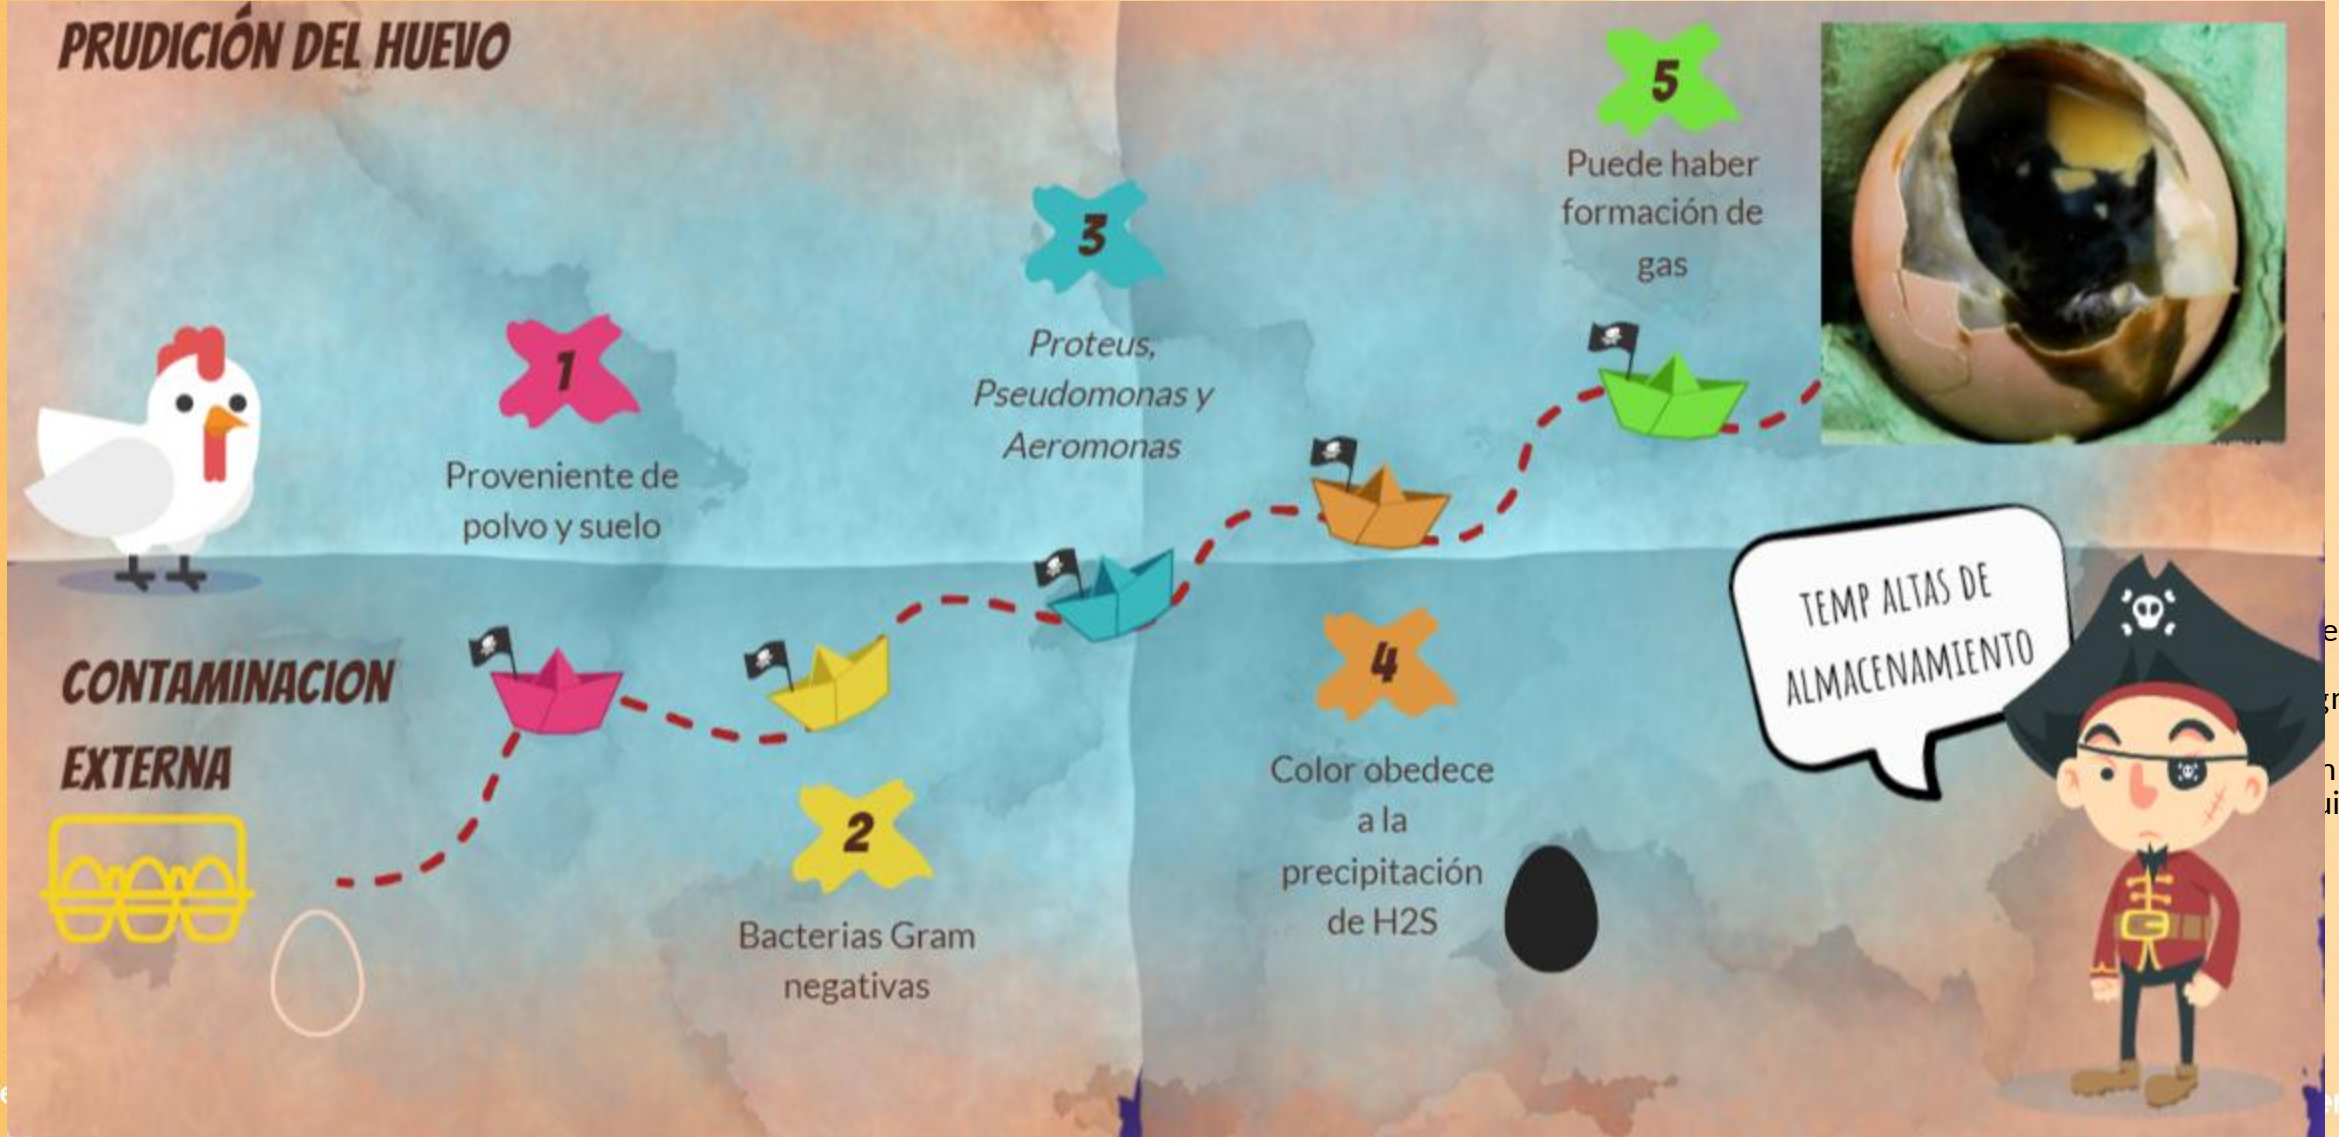 PRUDICIÓN DEL HUEVO
1
Proveniente de
polvo y suelo
CONTAMINACION
EXTERNA
2
Bacterias Gram
negativas
3
Proteus,
Pseudomonas y
Aeromonas
4
Color obedece
a la
precipitación
de H2S
5
Puede haber
formación de
gas
TEMP ALTAS DE
ALMACENAMIENTO